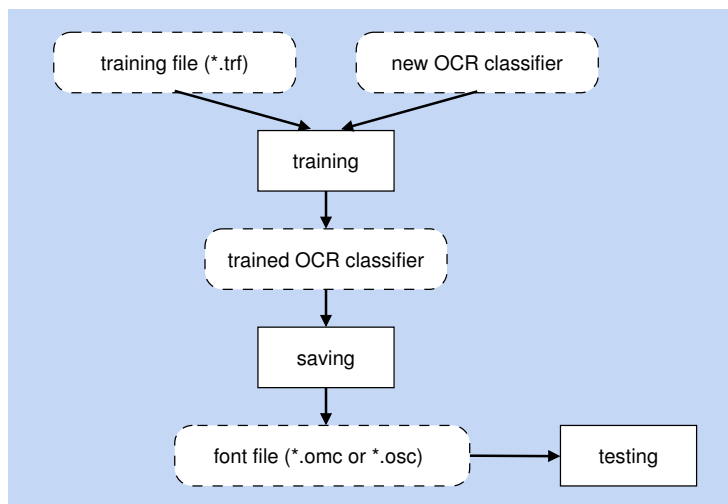 training file (*.trf)
new OCR classifier
training
trained OCR classifier
saving
font file (*.omc or *.osc)
testing